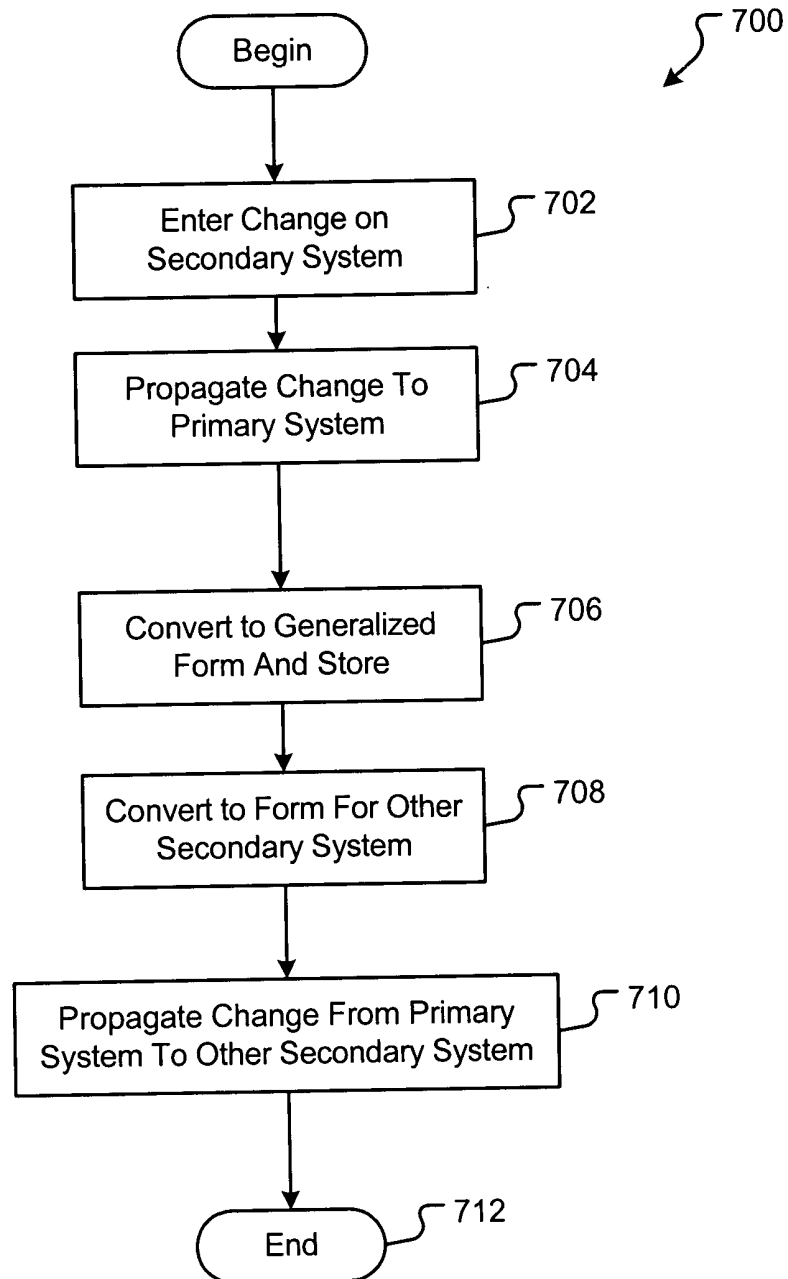 700
Begin
Enter Change on
Secondary System
702
Propagate Change To
Primary System
704
Convert to Generalized
Form And Store
706
Convert to Form For Other
Secondary System
708
Propagate Change From Primary
System To Other Secondary System
710
End
712